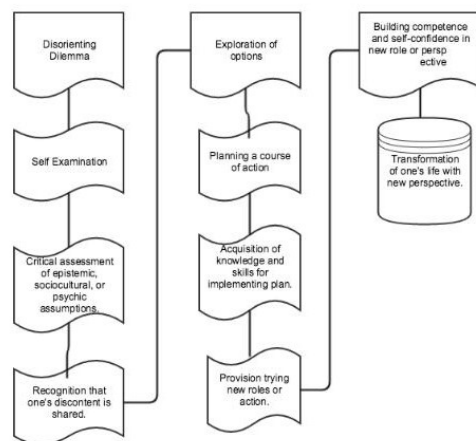 Disorienting
Dilemma
Self Examination
Critical assessment
of epistemic,
sociocultural, or
psychic
assumptions.
Recognition that
one's discontent is
shared.
Exploration of
options
Planning a course
of action
Acquisition of
knowledge and
skills for
implementing plan.
Provision trying
new roles or
action.
Building competence
and self-confidence in
new role or persp
ective
Transformation
of one's life with
new perspective.